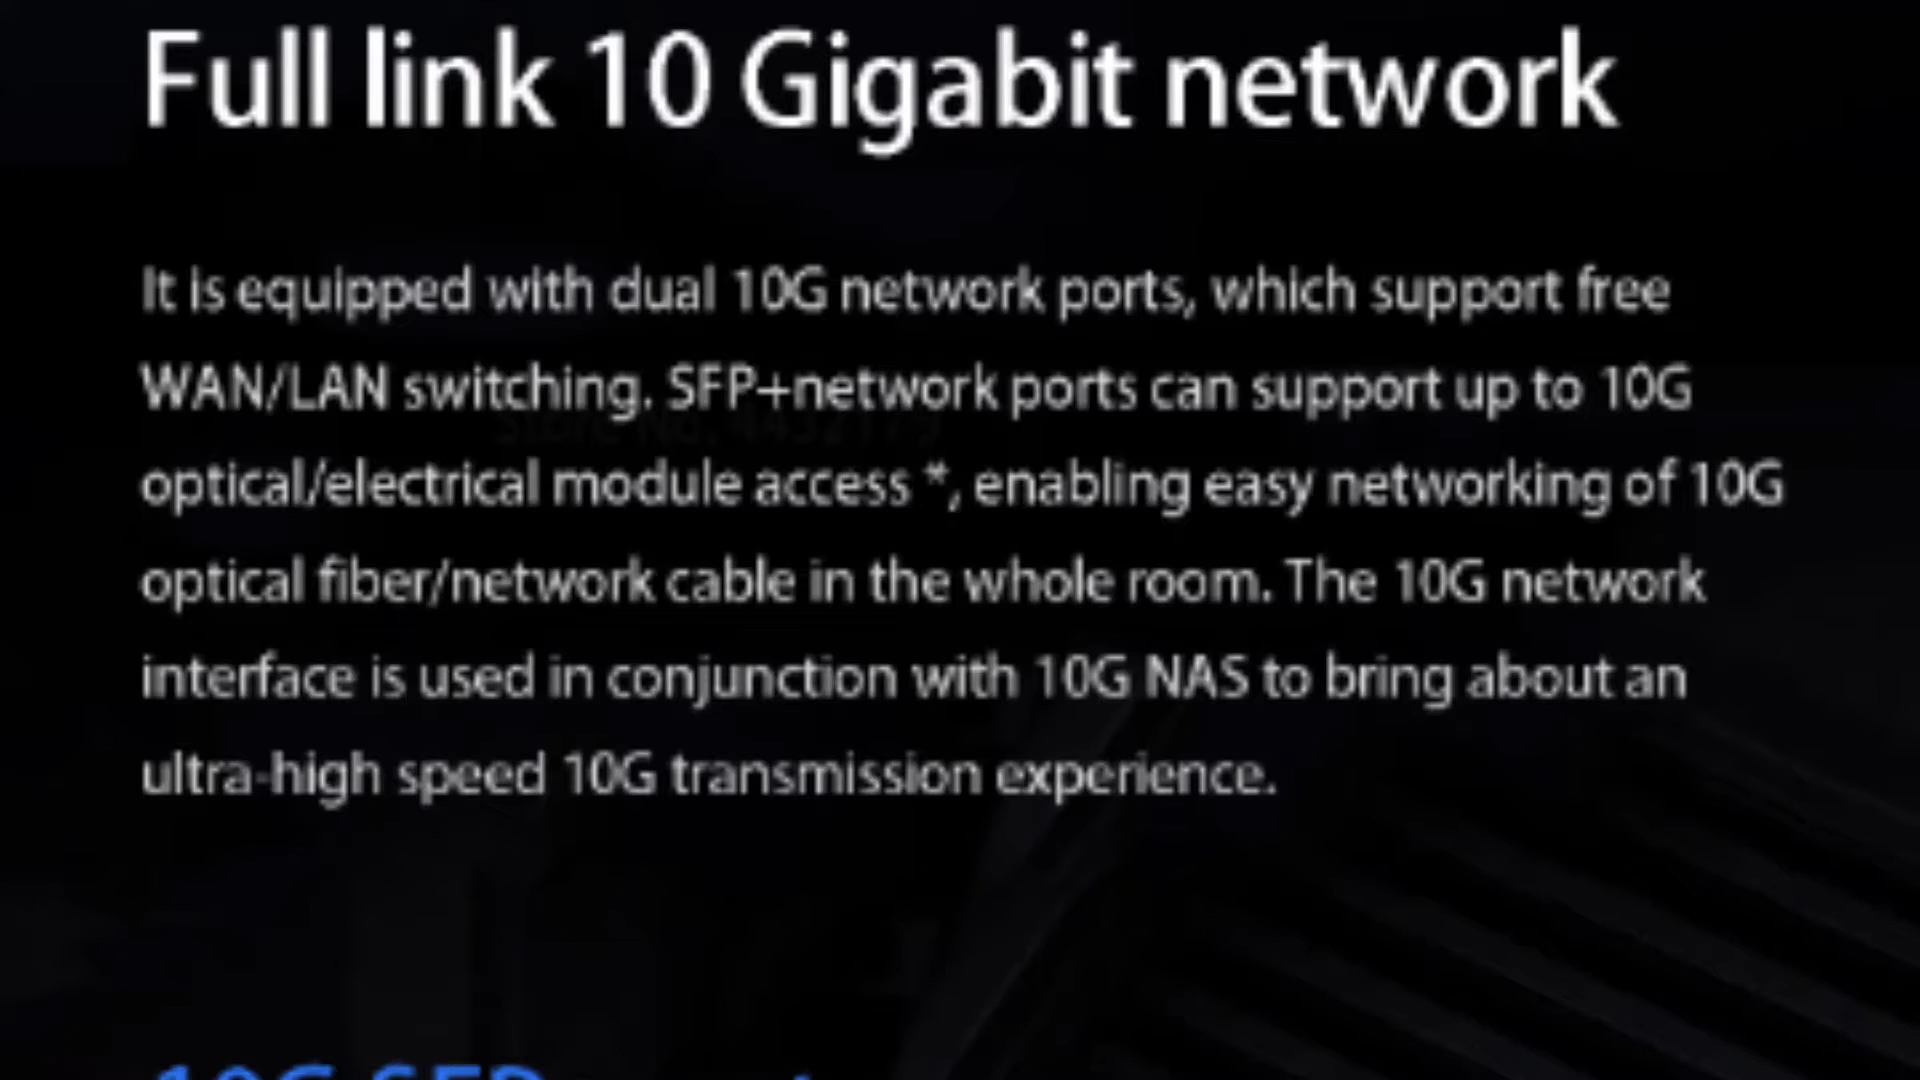 Full link 10 Gigabit network
It is equipped with dual 10G network ports, which support free
WAN/LAN switching. SFP+network ports can support up to 10G
optical/electrical module access *, enabling easy networking of 10G
optical fiber/network cable in the whole room. The 10G network
interface is used in conjunction with 10G NAS to bring about an
ultra-high speed 10G transmission experience.